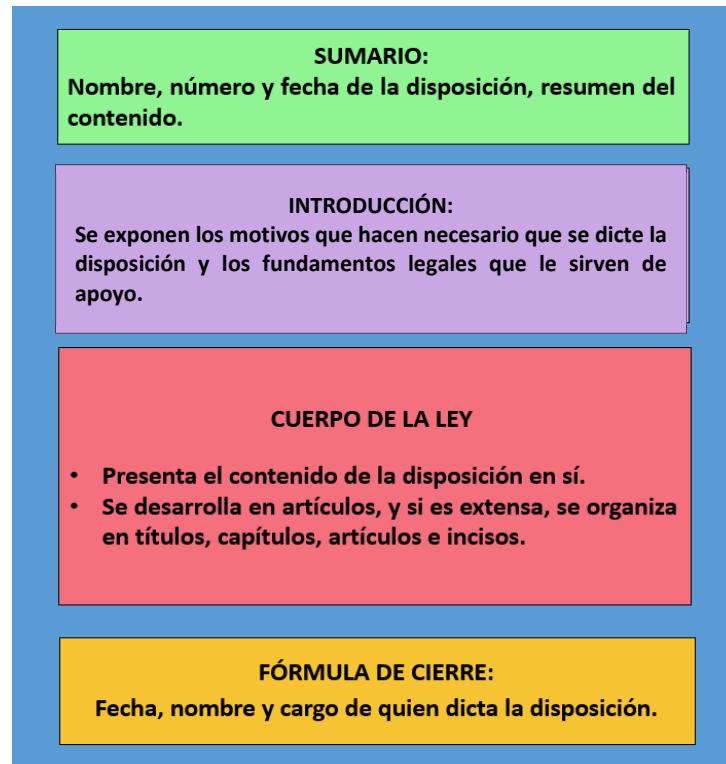 SUMARIO:
Nombre, número y fecha de la disposición, resumen del
contenido.
INTRODUCCIÓN:
Se exponen los motivos que hacen necesario que se dicte la
disposición y los fundamentos legales que le sirven de
apoyo.
CUERPO DE LA LEY
• Presenta el contenido de la disposición en sí.
• Se desarrolla en artículos, y si es extensa, se organiza
en títulos, capítulos, artículos e incisos.
FÓRMULA DE CIERRE:
Fecha, nombre y cargo de quien dicta la disposición.